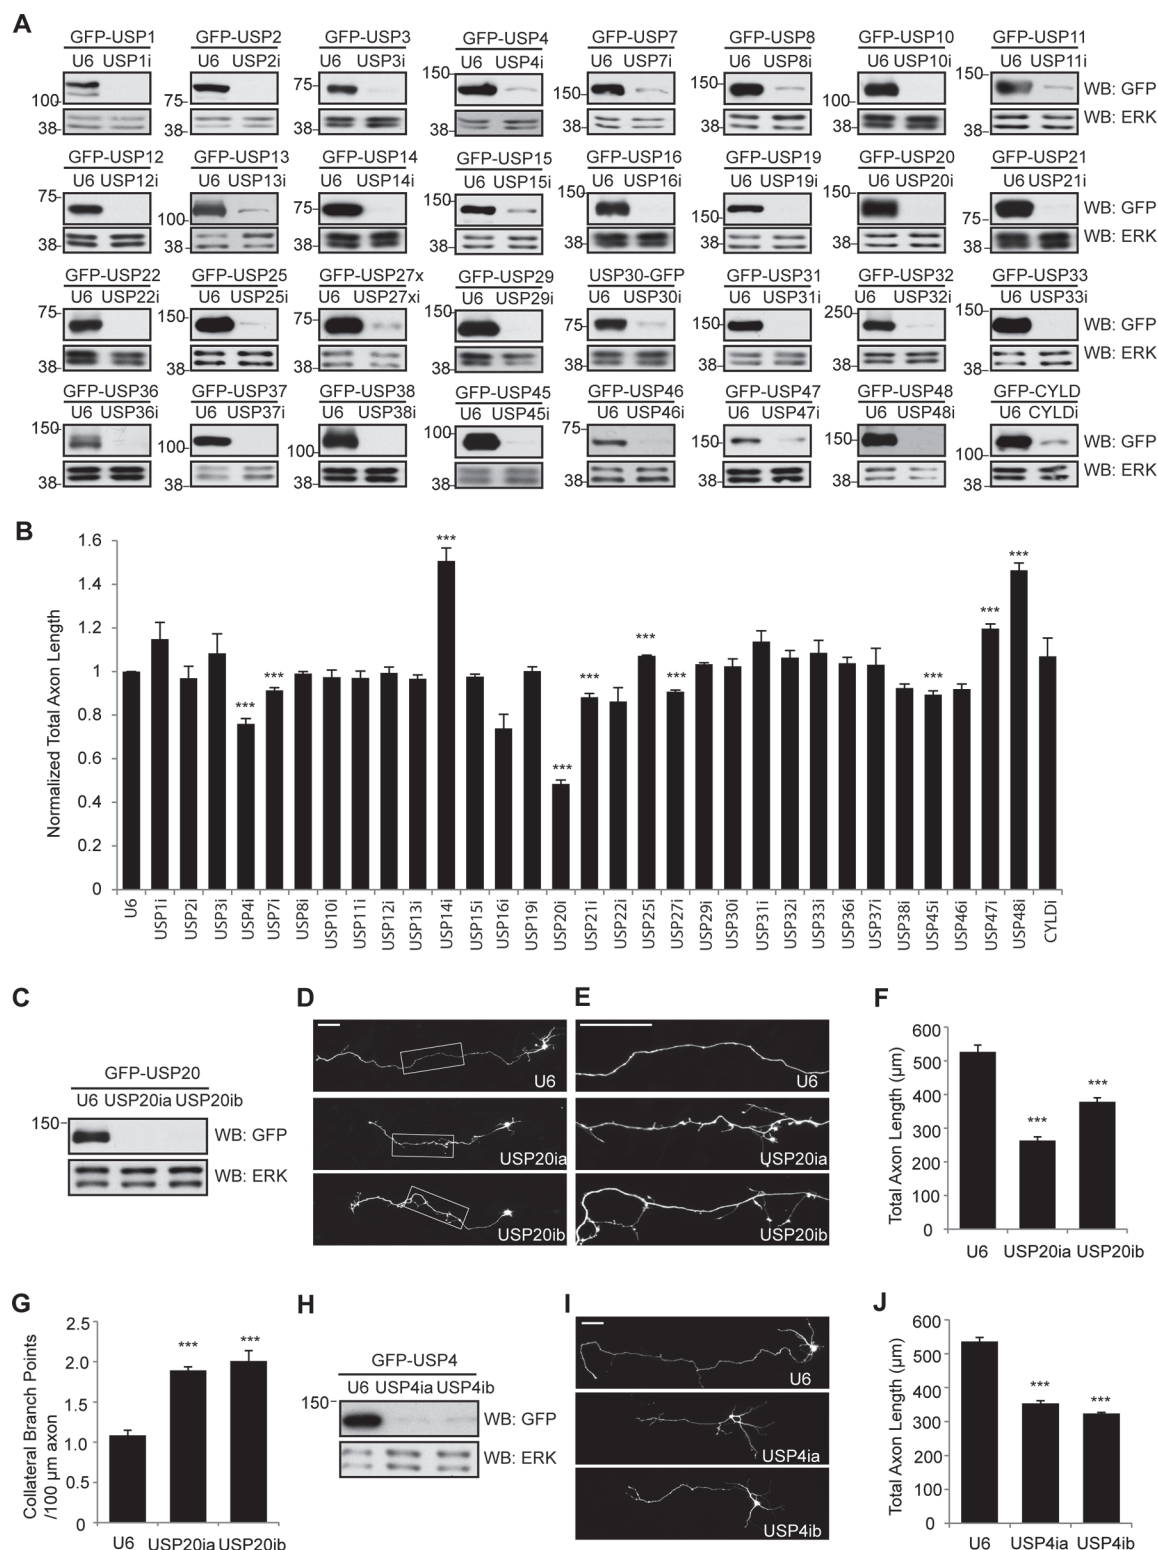 A
GFP-USP1 GFP-USP2 GFP-USP3 GFP-USP4 GFP-USP7 GFP-USP8 GFP-USP10 GFP-USP11
U6 USP1i U6 USP2i U6 USP3i U6 USP4i U6 USP7i U6 USP8i U6 USP10i U6 USP11i
100 75 75 150 150 150 100 150 WB: GFP
38 38 38 38 38 38 38 38 WB: ERK
GFP-USP12 GFP-USP13 GFP-USP14 GFP-USP15 GFP-USP16 GFP-USP19 GFP-USP20 GFP-USP21
U6 USP12i U6 USP13i U6 USP14i U6 USP15i U6 USP16i U6 USP19i U6 USP20i U6 USP21i
75 100 75 150 150 150 150 75 WB: GFP
38 38 38 38 38 38 38 38 WB: ERK
GFP-USP22 GFP-USP25 GFP-USP27x GFP-USP29 USP30-GFP GFP-USP31 GFP-USP32 GFP-USP33
U6 USP22i U6 USP25i U6 USP27xi U6 USP29i U6 USP30i U6 USP31i U6 USP32i U6 USP33i
75 150 75 150 75 150 250 150 WB: GFP
38 38 38 38 38 38 38 38 WB: ERK
GFP-USP36 GFP-USP37 GFP-USP38 GFP-USP45 GFP-USP46 GFP-USP47 GFP-USP48 GFP-CYLD
U6 USP36i U6 USP37i U6 USP38i U6 USP45i U6 USP46i U6 USP47i U6 USP48i U6 CYLDi
150 100 100 100 75 150 150 100 WB: GFP
38 38 38 38 38 38 38 38 WB: ERK
B
Normalized Total Axon Length
1.6
1.4
1.2
1
0.8
0.6
0.4
0.2
0
*** *** *** *** *** *** *** *** *** ***
U6 USP1i USP2i USP3i USP4i USP7i USP8i USP10i USP11i USP12i USP13i USP14i USP15i USP16i USP19i USP20i USP21i USP22i USP25i USP27i USP29i USP30i USP31i USP32i USP33i USP36i USP37i USP38i USP45i USP46i USP47i USP48i CYLDi
C
GFP-USP20
U6 USP20ia USP20ib
150
WB: GFP
WB: ERK
D
U6
USP20ia
USP20ib
E
U6
USP20ia
USP20ib
F
Total Axon Length (µm)
600
500
400
300
200
100
0
*** ***
U6 USP20ia USP20ib
G
Collateral Branch Points
/100 µm axon
2.5
2.0
1.5
1.0
0.5
0
*** ***
U6 USP20ia USP20ib
H
GFP-USP4
U6 USP4ia USP4ib
150
WB: GFP
WB: ERK
I
U6
USP4ia
USP4ib
J
Total Axon Length (µm)
600
500
400
300
200
100
0
*** ***
U6 USP4ia USP4ib